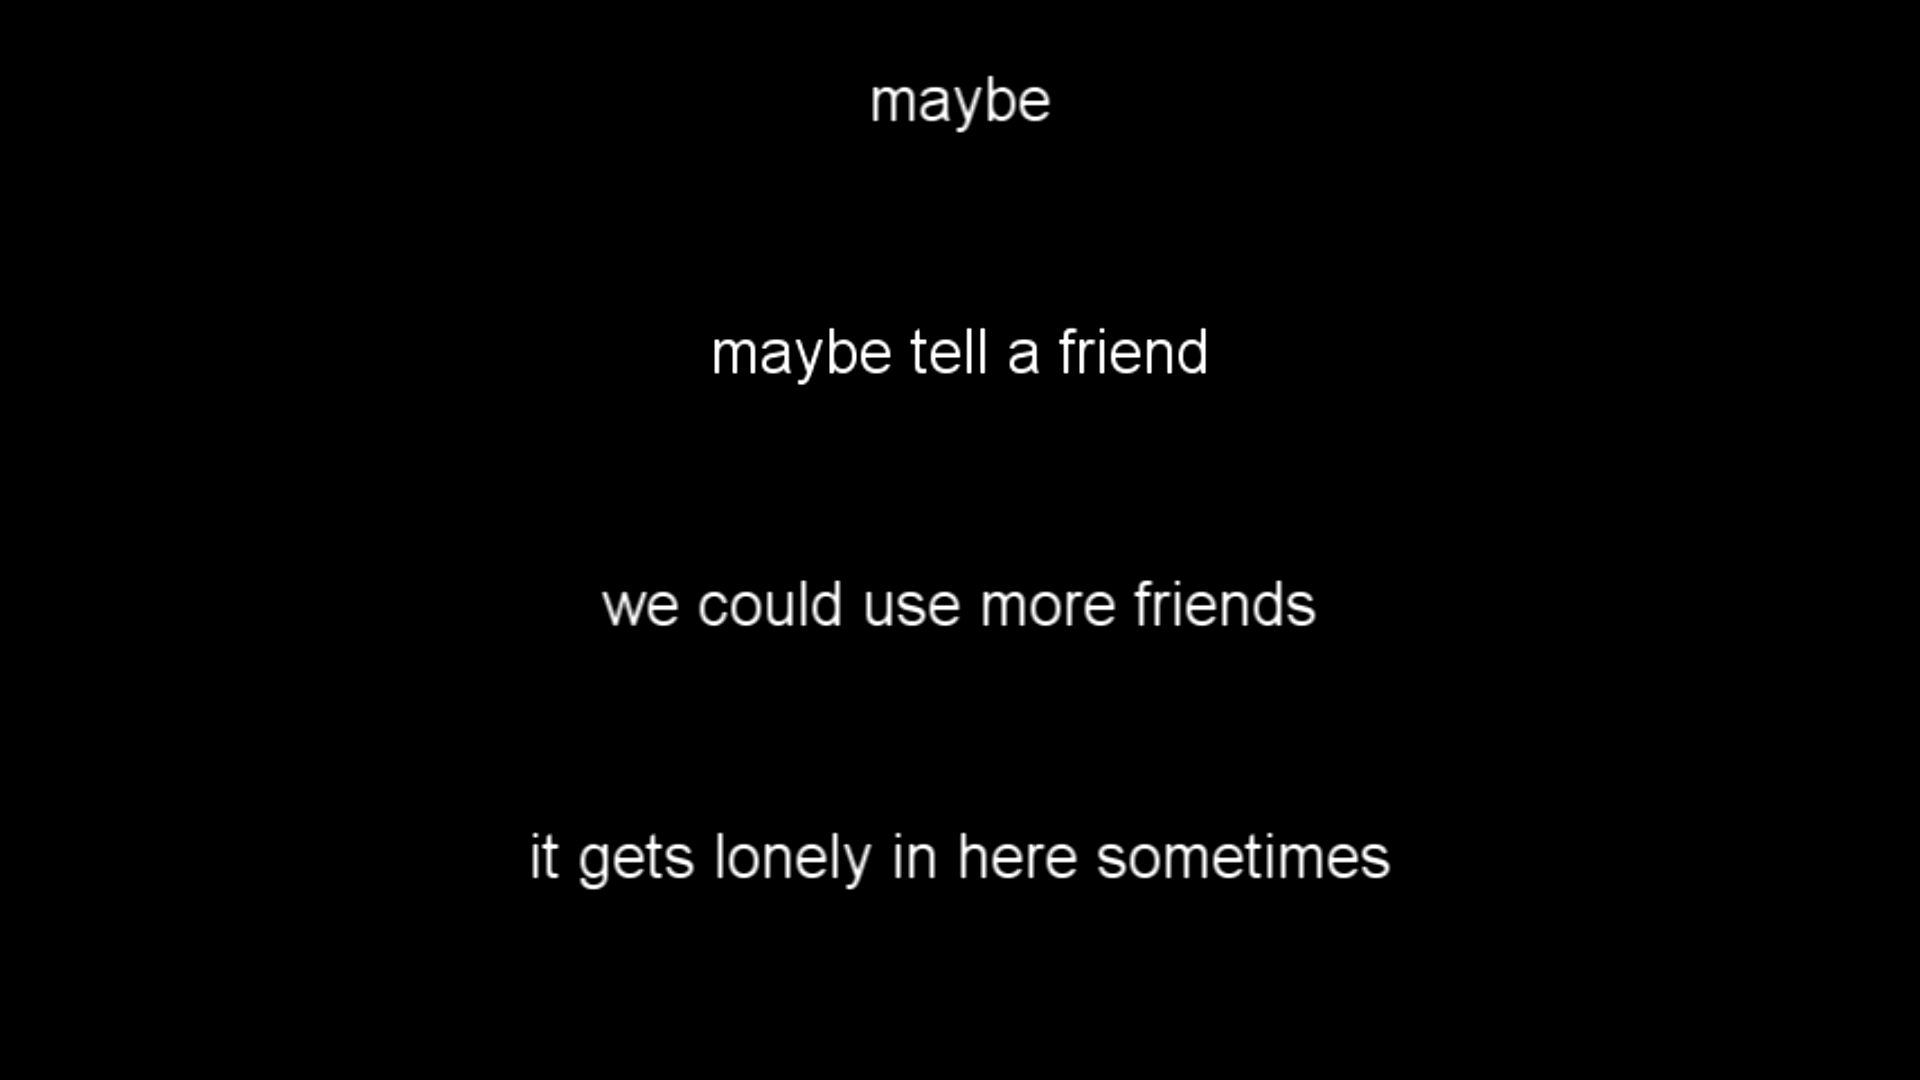 maybe
maybe tell a friend
we could use more friends
it gets lonely in here sometimes